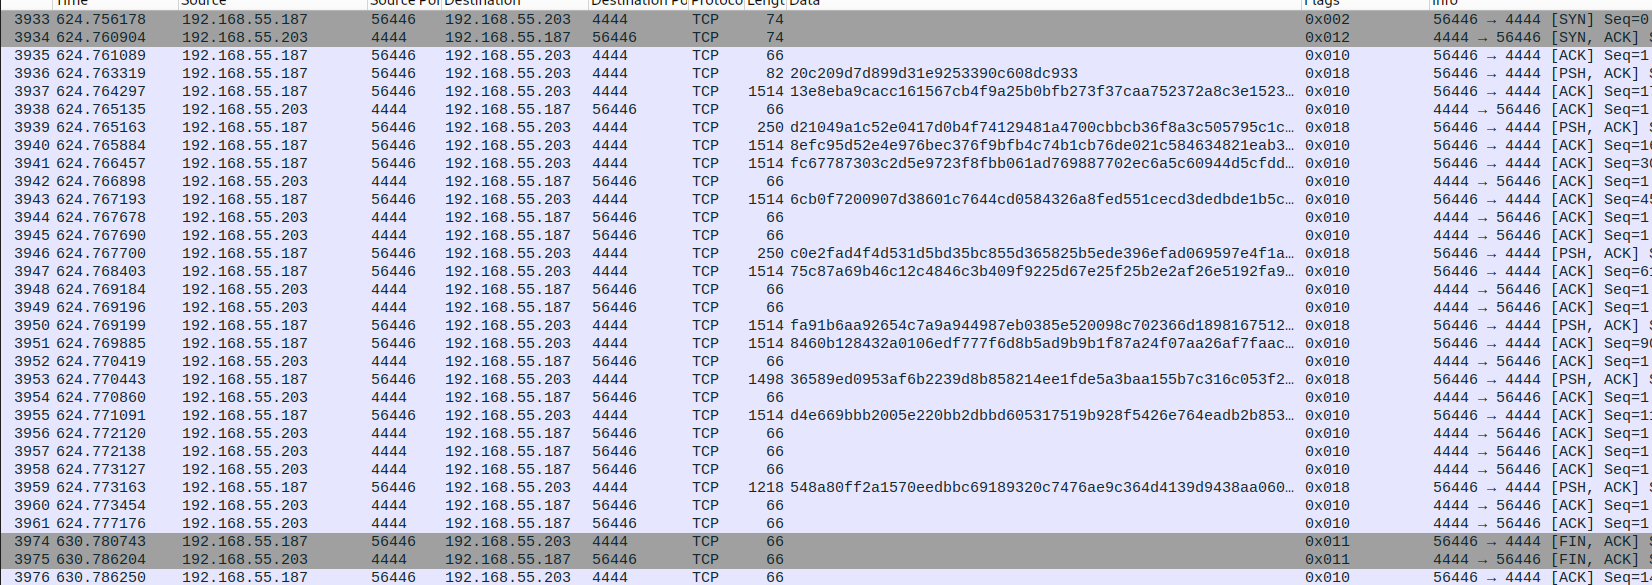 Time Source Source Por Destination Destination Po Protoco Lengt Data Flags Info
3933 624.756178 192.168.55.187 56446 192.168.55.203 4444 TCP 74 0x002 56446 → 4444 [SYN] Seq=0
3934 624.760904 192.168.55.203 4444 192.168.55.187 56446 TCP 74 0x012 4444 → 56446 [SYN, ACK] S
3935 624.761089 192.168.55.187 56446 192.168.55.203 4444 TCP 66 0x010 56446 → 4444 [ACK] Seq=1
3936 624.763319 192.168.55.187 56446 192.168.55.203 4444 TCP 82 20c209d7d899d31e9253390c608dc933 0x018 56446 → 4444 [PSH, ACK] S
3937 624.764297 192.168.55.187 56446 192.168.55.203 4444 TCP 1514 13e8eba9cacc161567cb4f9a25b0bfb273f37caa752372a8c3e1523… 0x010 56446 → 4444 [ACK] Seq=17
3938 624.765135 192.168.55.203 4444 192.168.55.187 56446 TCP 66 0x010 4444 → 56446 [ACK] Seq=1
3939 624.765163 192.168.55.187 56446 192.168.55.203 4444 TCP 250 d21049a1c52e0417d0b4f74129481a4700cbbcb36f8a3c505795c1c… 0x018 56446 → 4444 [PSH, ACK] S
3940 624.765884 192.168.55.187 56446 192.168.55.203 4444 TCP 1514 8efc95d52e4e976bec376f9bfb4c74b1cb76de021c584634821eab3… 0x010 56446 → 4444 [ACK] Seq=16
3941 624.766457 192.168.55.187 56446 192.168.55.203 4444 TCP 1514 fc67787303c2d5e9723f8fbb061ad769887702ec6a5c60944d5cfdd… 0x010 56446 → 4444 [ACK] Seq=30
3942 624.766898 192.168.55.203 4444 192.168.55.187 56446 TCP 66 0x010 4444 → 56446 [ACK] Seq=1
3943 624.767193 192.168.55.187 56446 192.168.55.203 4444 TCP 1514 6cb0f7200907d38601c7644cd0584326a8fed551cecd3dedbde1b5c… 0x010 56446 → 4444 [ACK] Seq=45
3944 624.767678 192.168.55.203 4444 192.168.55.187 56446 TCP 66 0x010 4444 → 56446 [ACK] Seq=1
3945 624.767690 192.168.55.203 4444 192.168.55.187 56446 TCP 66 0x010 4444 → 56446 [ACK] Seq=1
3946 624.767700 192.168.55.187 56446 192.168.55.203 4444 TCP 250 c0e2fad4f4d531d5bd35bc855d365825b5ede396efad069597e4f1a… 0x018 56446 → 4444 [PSH, ACK] S
3947 624.768403 192.168.55.187 56446 192.168.55.203 4444 TCP 1514 75c87a69b46c12c4846c3b409f9225d67e25f25b2e2af26e5192fa9… 0x010 56446 → 4444 [ACK] Seq=61
3948 624.769184 192.168.55.203 4444 192.168.55.187 56446 TCP 66 0x010 4444 → 56446 [ACK] Seq=1
3949 624.769196 192.168.55.203 4444 192.168.55.187 56446 TCP 66 0x010 4444 → 56446 [ACK] Seq=1
3950 624.769199 192.168.55.187 56446 192.168.55.203 4444 TCP 1514 fa91b6aa92654c7a9a944987eb0385e520098c702366d1898167512… 0x018 56446 → 4444 [PSH, ACK] S
3951 624.769885 192.168.55.187 56446 192.168.55.203 4444 TCP 1514 8460b128432a0106edf777f6d8b5ad9b9b1f87a24f07aa26af7faac… 0x010 56446 → 4444 [ACK] Seq=90
3952 624.770419 192.168.55.203 4444 192.168.55.187 56446 TCP 66 0x010 4444 → 56446 [ACK] Seq=1
3953 624.770443 192.168.55.187 56446 192.168.55.203 4444 TCP 1498 36589ed0953af6b2239d8b858214ee1fde5a3baa155b7c316c053f2… 0x018 56446 → 4444 [PSH, ACK] S
3954 624.770860 192.168.55.203 4444 192.168.55.187 56446 TCP 66 0x010 4444 → 56446 [ACK] Seq=1
3955 624.771091 192.168.55.187 56446 192.168.55.203 4444 TCP 1514 d4e669bbb2005e220bb2dbbd605317519b928f5426e764eadb2b853… 0x010 56446 → 4444 [ACK] Seq=11
3956 624.772120 192.168.55.203 4444 192.168.55.187 56446 TCP 66 0x010 4444 → 56446 [ACK] Seq=1
3957 624.772138 192.168.55.203 4444 192.168.55.187 56446 TCP 66 0x010 4444 → 56446 [ACK] Seq=1
3958 624.773127 192.168.55.203 4444 192.168.55.187 56446 TCP 66 0x010 4444 → 56446 [ACK] Seq=1
3959 624.773163 192.168.55.187 56446 192.168.55.203 4444 TCP 1218 548a80ff2a1570eedbbc69189320c7476ae9c364d4139d9438aa060… 0x018 56446 → 4444 [PSH, ACK] S
3960 624.773454 192.168.55.203 4444 192.168.55.187 56446 TCP 66 0x010 4444 → 56446 [ACK] Seq=1
3961 624.777176 192.168.55.203 4444 192.168.55.187 56446 TCP 66 0x010 4444 → 56446 [ACK] Seq=1
3974 630.780743 192.168.55.187 56446 192.168.55.203 4444 TCP 66 0x011 56446 → 4444 [FIN, ACK] S
3975 630.786204 192.168.55.203 4444 192.168.55.187 56446 TCP 66 0x011 4444 → 56446 [FIN, ACK] S
3976 630.786250 192.168.55.187 56446 192.168.55.203 4444 TCP 66 0x010 56446 → 4444 [ACK] Seq=14